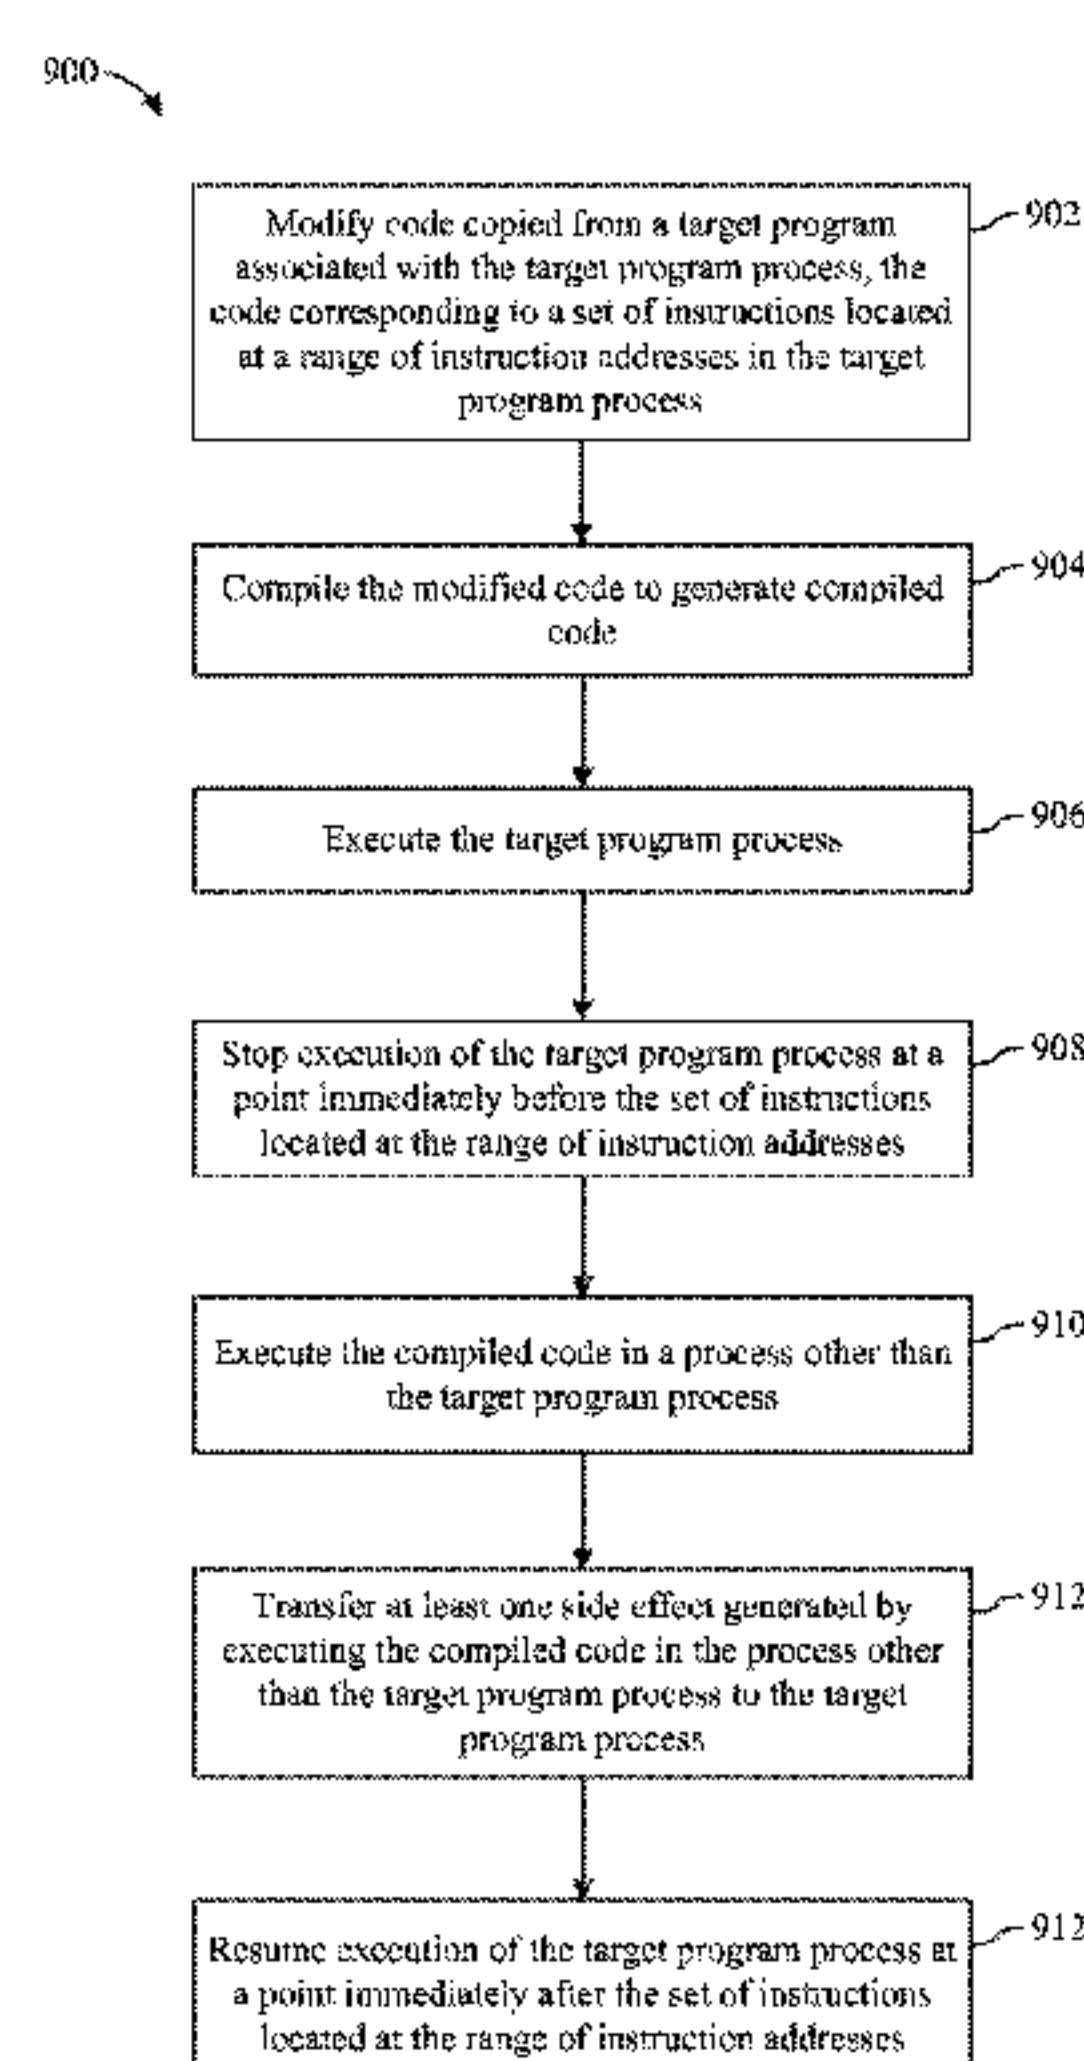 900
Modify code copied from a target program
associated with the target program process, the
code corresponding to a set of instructions located
at a range of instruction addresses in the target
program process
902
Compile the modified code to generate compiled
code
904
Execute the target program process
906
Stop execution of the target program process at a
point immediately before the set of instructions
located at the range of instruction addresses
908
Execute the compiled code in a process other than
the target program process
910
Transfer at least one side effect generated by
executing the compiled code in the process other
than the target program process to the target
program process
912
Resume execution of the target program process at
a point immediately after the set of instructions
located at the range of instruction addresses
912